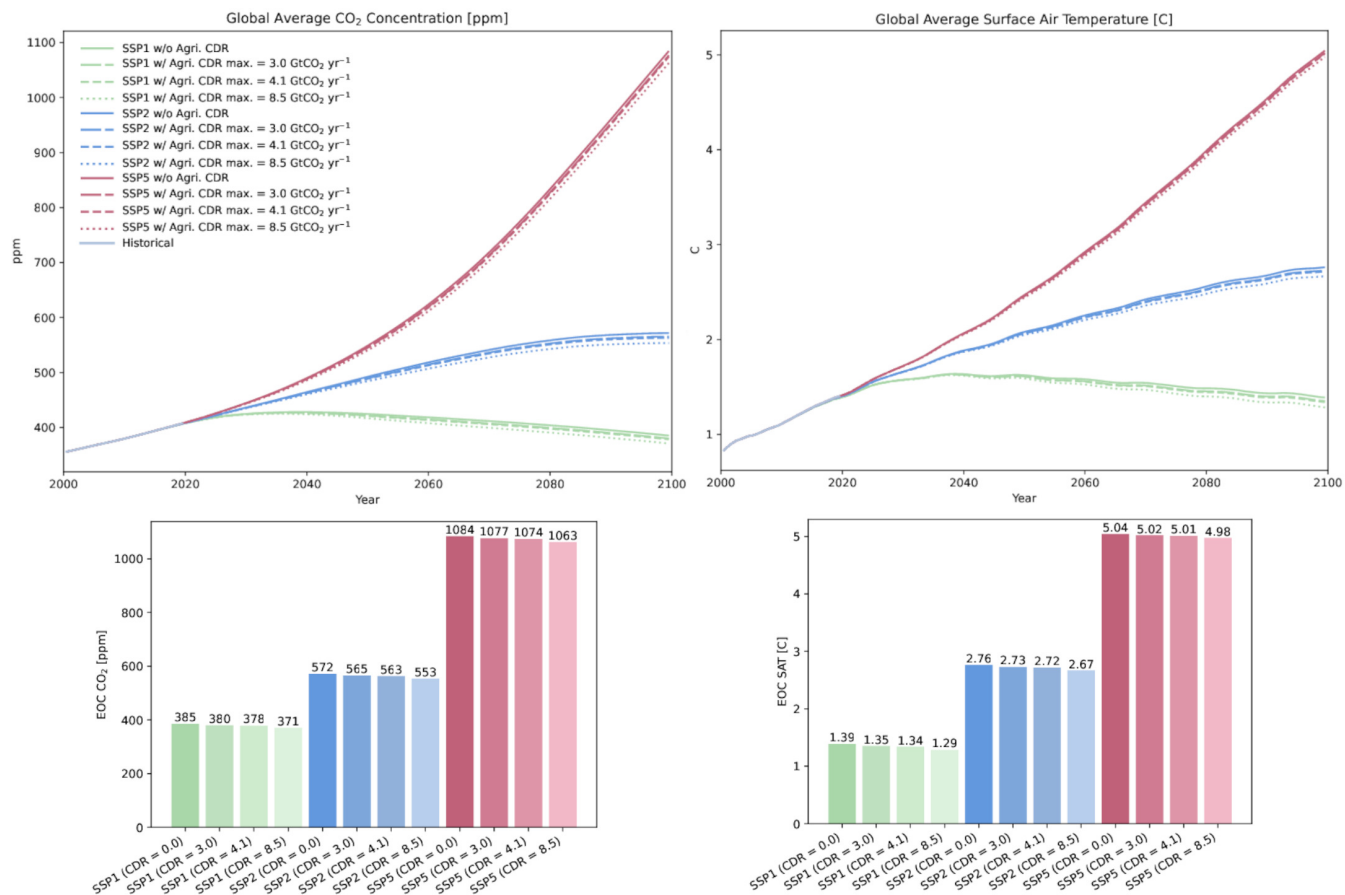 Global Average CO₂ Concentration [ppm]
1100
1000
900
800
700
600
500
400
ppm
SSP1 w/o Agri. CDR
SSP1 w/ Agri. CDR max. = 3.0 GtCO₂ yr⁻¹
SSP1 w/ Agri. CDR max. = 4.1 GtCO₂ yr⁻¹
SSP1 w/ Agri. CDR max. = 8.5 GtCO₂ yr⁻¹
SSP2 w/o Agri. CDR
SSP2 w/ Agri. CDR max. = 3.0 GtCO₂ yr⁻¹
SSP2 w/ Agri. CDR max. = 4.1 GtCO₂ yr⁻¹
SSP2 w/ Agri. CDR max. = 8.5 GtCO₂ yr⁻¹
SSP5 w/o Agri. CDR
SSP5 w/ Agri. CDR max. = 3.0 GtCO₂ yr⁻¹
SSP5 w/ Agri. CDR max. = 4.1 GtCO₂ yr⁻¹
SSP5 w/ Agri. CDR max. = 8.5 GtCO₂ yr⁻¹
Historical
2000 2020 2040 2060 2080 2100
Year
Global Average Surface Air Temperature [C]
5
4
3
2
1
C
2000 2020 2040 2060 2080 2100
Year
1000
800
600
400
200
0
EOC CO₂ [ppm]
385 380 378 371 572 565 563 553 1084 1077 1074 1063
SSP1 (CDR = 0.0)
SSP1 (CDR = 3.0)
SSP1 (CDR = 4.1)
SSP1 (CDR = 8.5)
SSP2 (CDR = 0.0)
SSP2 (CDR = 3.0)
SSP2 (CDR = 4.1)
SSP2 (CDR = 8.5)
SSP5 (CDR = 0.0)
SSP5 (CDR = 3.0)
SSP5 (CDR = 4.1)
SSP5 (CDR = 8.5)
5
4
3
2
1
0
EOC SAT [C]
1.39 1.35 1.34 1.29 2.76 2.73 2.72 2.67 5.04 5.02 5.01 4.98
SSP1 (CDR = 0.0)
SSP1 (CDR = 3.0)
SSP1 (CDR = 4.1)
SSP1 (CDR = 8.5)
SSP2 (CDR = 0.0)
SSP2 (CDR = 3.0)
SSP2 (CDR = 4.1)
SSP2 (CDR = 8.5)
SSP5 (CDR = 0.0)
SSP5 (CDR = 3.0)
SSP5 (CDR = 4.1)
SSP5 (CDR = 8.5)